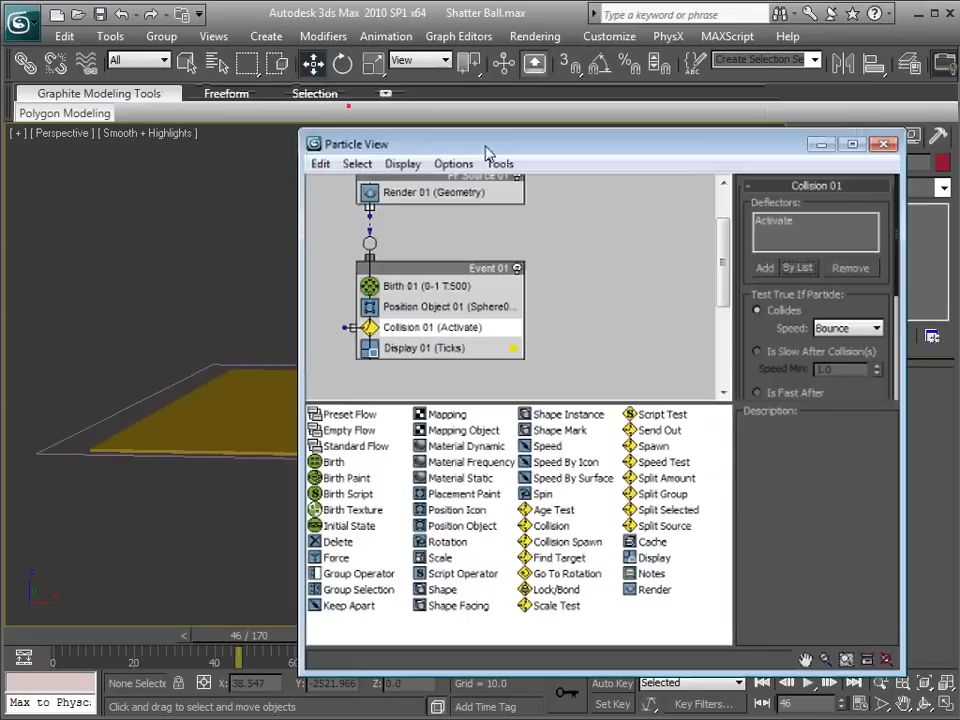 Autodesk 3ds Max 2010 SP1 x64 Shatter Ball.max
Type a keyword or phrase
Edit Tools Group Views Create Modifiers Animation Graph Editors Rendering Customize PhysX MAXScript Help
All View Create Selection Se
Graphite Modeling Tools Freeform Selection
Polygon Modeling
[ + ] [ Perspective ] [ Smooth + Highlights ]
Particle View
Edit Select Display Options Tools
PF Source 01
Render 01 (Geometry)
Event 01
Birth 01 (0-1 T:500)
Position Object 01 (Sphere0...
Collision 01 (Activate)
Display 01 (Ticks)
Collision 01
Deflectors:
Activate
Add By List Remove
Test True If Particle:
Collides
Speed: Bounce
Is Slow After Collision(s)
Speed Min: 1.0
Is Fast After
Description:
Preset Flow Mapping Shape Instance Script Test
Empty Flow Mapping Object Shape Mark Send Out
Standard Flow Material Dynamic Speed Spawn
Birth Material Frequency Speed By Icon Speed Test
Birth Paint Material Static Speed By Surface Split Amount
Birth Script Placement Paint Spin Split Group
Birth Texture Position Icon Age Test Split Selected
Initial State Position Object Collision Split Source
Delete Rotation Collision Spawn Cache
Force Scale Find Target Display
Group Operator Script Operator Go To Rotation Notes
Group Selection Shape Lock/Bond Render
Keep Apart Shape Facing Scale Test
z
y
x
46 / 170
0 20 40 60
None Selected X: 38.547 Y: -2521.966 Z: 0.0 Grid = 10.0 Auto Key Selected
Max to Physc: Click and drag to select and move objects Add Time Tag Set Key Key Filters... 46